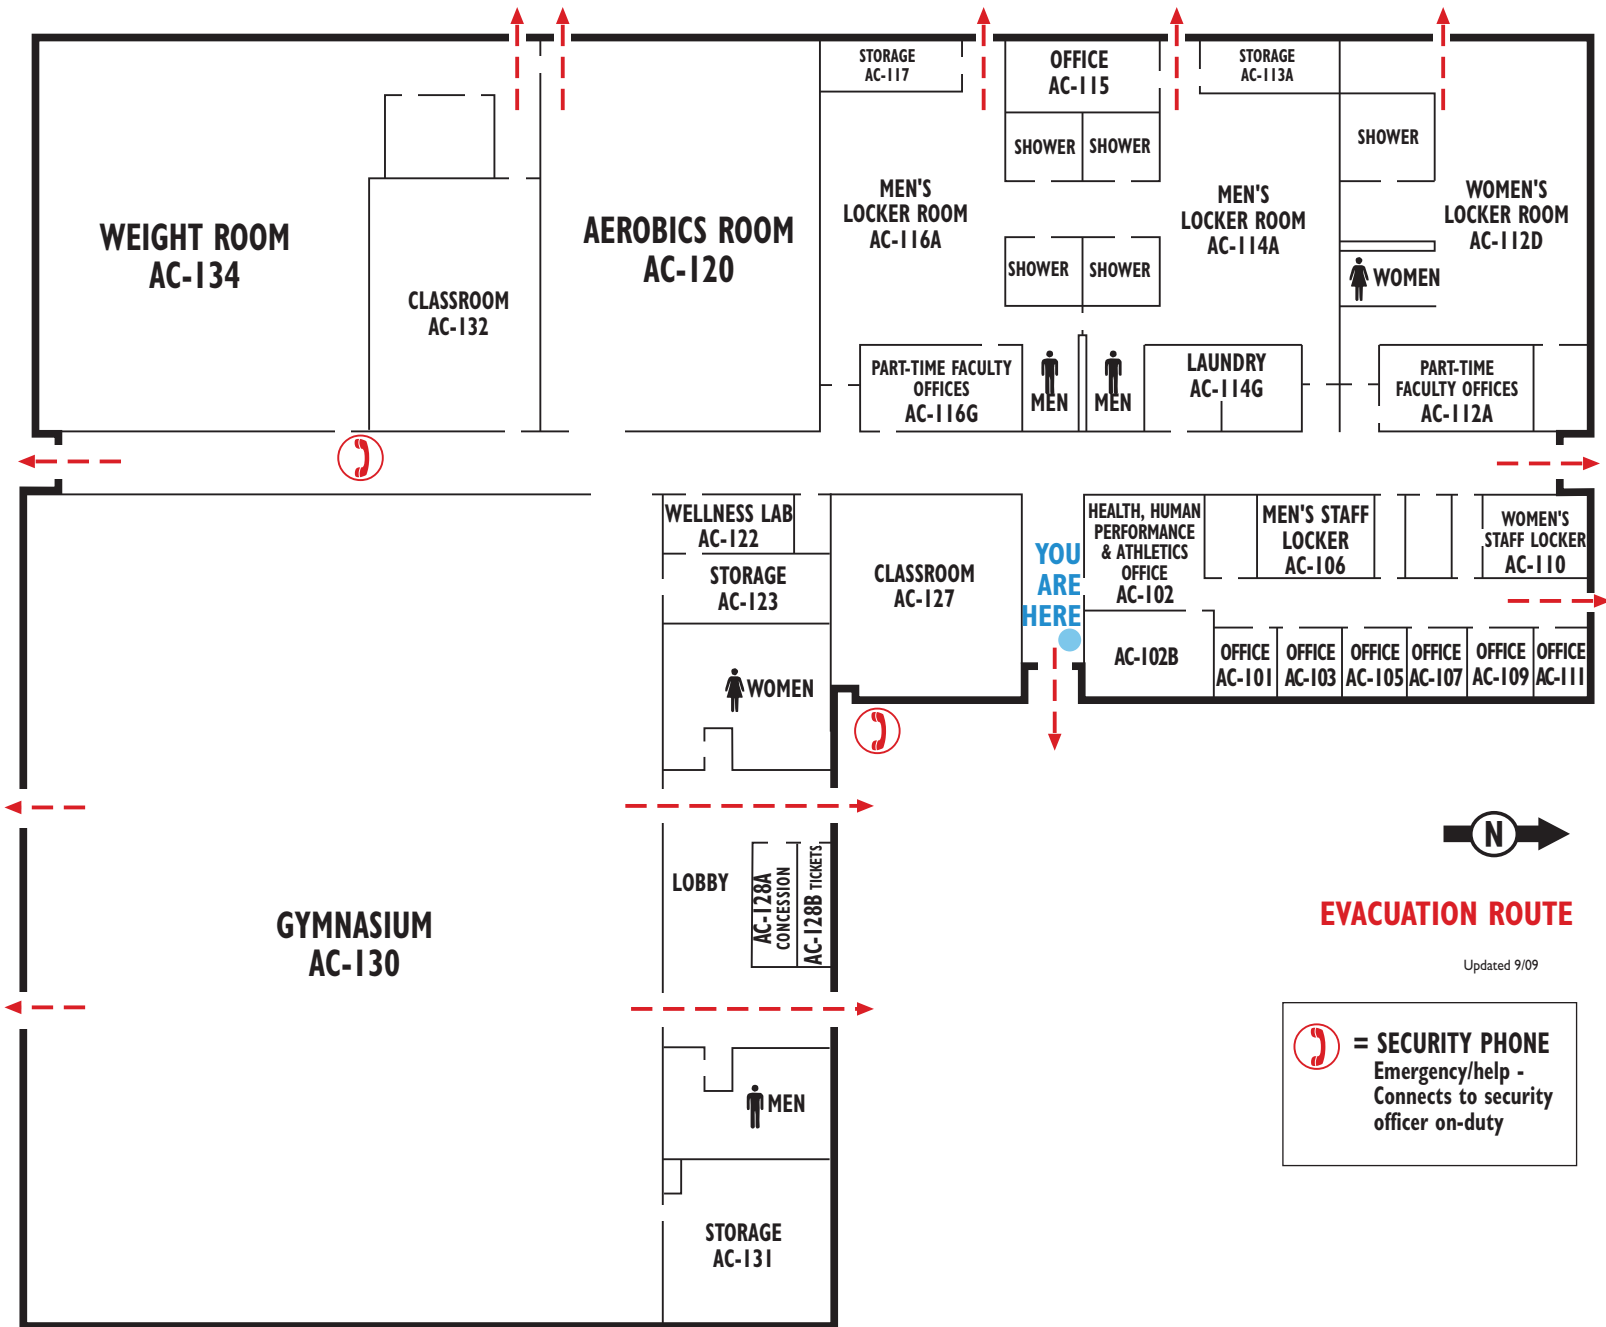 STORAGE
AC-117
OFFICE
AC-115
STORAGE
AC-113A
SHOWER
SHOWER
SHOWER
MEN'S
LOCKER ROOM
AC-116A
MEN'S
LOCKER ROOM
AC-114A
WOMEN'S
LOCKER ROOM
AC-112D
WEIGHT ROOM
AC-134
AEROBICS ROOM
AC-120
SHOWER
SHOWER
WOMEN
CLASSROOM
AC-132
PART-TIME FACULTY
OFFICES
AC-116G
MEN
MEN
LAUNDRY
AC-114G
PART-TIME
FACULTY OFFICES
AC-112A
WELLNESS LAB
AC-122
STORAGE
AC-123
CLASSROOM
AC-127
YOU
ARE
HERE
HEALTH, HUMAN
PERFORMANCE
& ATHLETICS
OFFICE
AC-102
MEN'S STAFF
LOCKER
AC-106
WOMEN'S
STAFF LOCKER
AC-110
AC-102B
OFFICE
AC-101
OFFICE
AC-103
OFFICE
AC-105
OFFICE
AC-107
OFFICE
AC-109
OFFICE
AC-111
WOMEN
LOBBY
AC-128A
CONCESSION
AC-128B TICKETS
GYMNASIUM
AC-130
MEN
STORAGE
AC-131
N
EVACUATION ROUTE
Updated 9/09
= SECURITY PHONE
Emergency/help -
Connects to security
officer on-duty